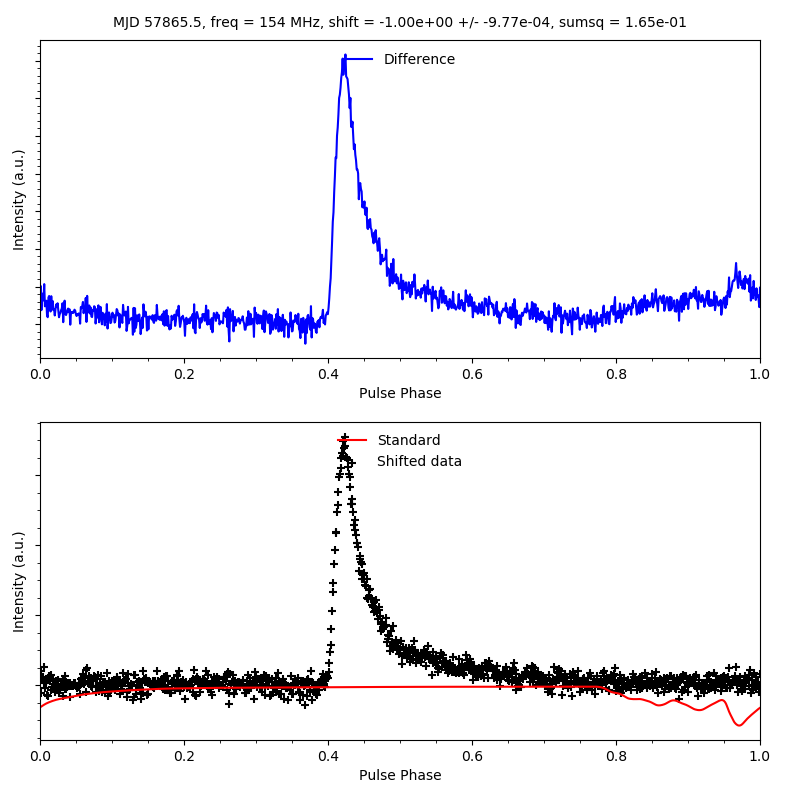 MJD 57865.5, freq = 154 MHz, shift = -1.00e+00 +/- -9.77e-04, sumsq = 1.65e-01
Difference
Intensity (a.u.)
0.0 0.2 0.4 0.6 0.8 1.0
Pulse Phase
Standard
Shifted data
Intensity (a.u.)
0.0 0.2 0.4 0.6 0.8 1.0
Pulse Phase